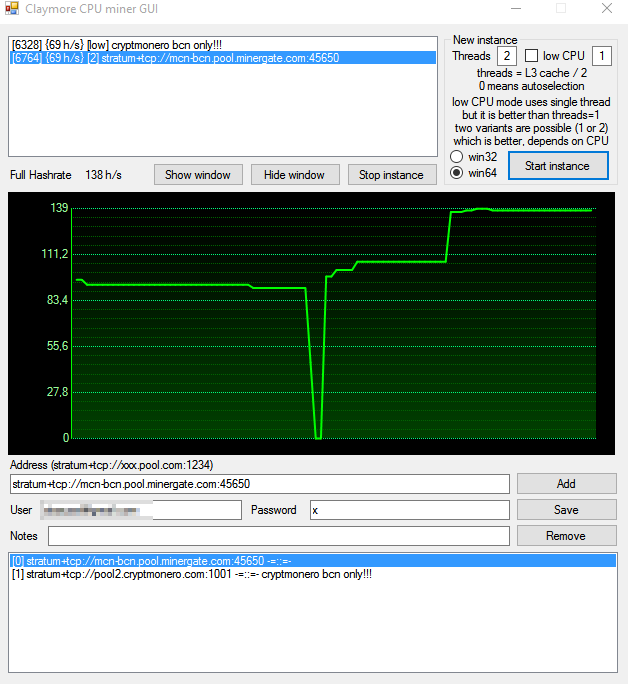 Claymore CPU miner GUI
[6328] {69 h/s} [low] cryptmonero bcn only!!!
[6764] {69 h/s} [2] stratum+tcp://mcn-bcn.pool.minergate.com:45650
New instance
Threads 2 low CPU 1
threads = L3 cache / 2
0 means autoselection
low CPU mode uses single thread
but it is better than threads=1
two variants are possible (1 or 2)
which is better, depends on CPU
win32
win64
Start instance
Full Hashrate 138 h/s Show window Hide window Stop instance
139
111,2
83,4
55,6
27,8
0
Address (stratum+tcp://xxx.pool.com:1234)
stratum+tcp://mcn-bcn.pool.minergate.com:45650 Add
User Password x Save
Notes Remove
[0] stratum+tcp://mcn-bcn.pool.minergate.com:45650 -=::=-
[1] stratum+tcp://pool2.cryptmonero.com:1001 -=::=- cryptmonero bcn only!!!